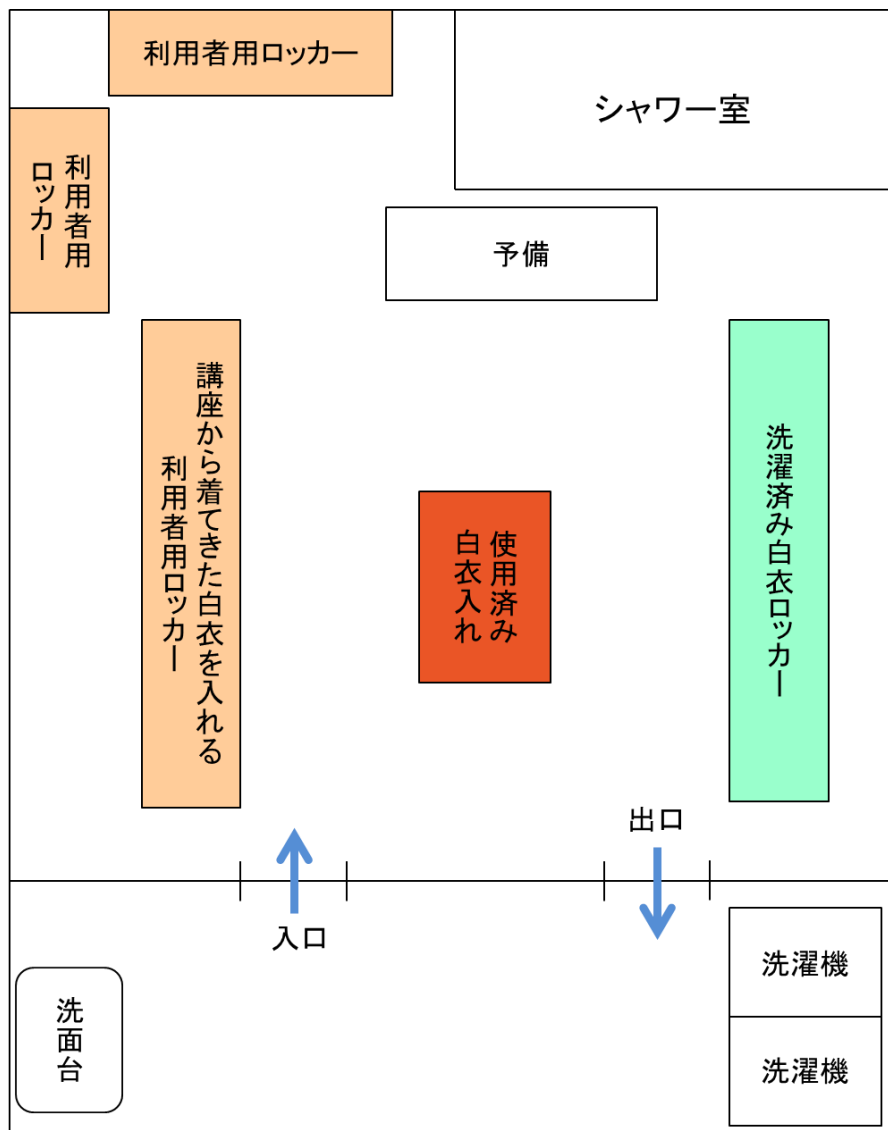 利用者用ロッカー
シャワー室
利用者用
ロッカー
予備
講座から着てきた白衣を入れる
利用者用ロッカー
使用済み
白衣入れ
洗濯済み白衣ロッカー
出口
入口
洗濯機
洗面台
洗濯機